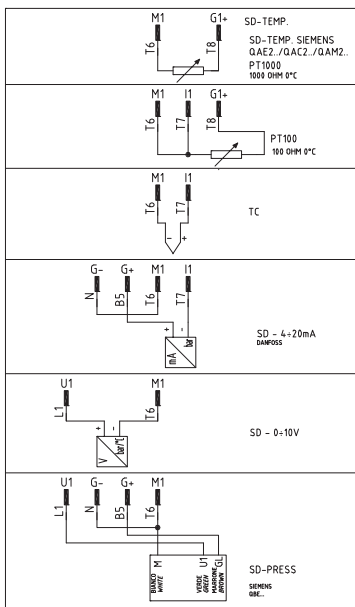 M1 G1+ SD-TEMP.
T6 T8
SD-TEMP. SIEMENS
QAE2../QAC2../QAM2..
PT1000
1000 OHM 0°C
M1 I1 G1+
T6 T7 T8
PT100
100 OHM 0°C
M1 I1
T6 T7
- +
TC
G- G+ M1 I1
N B5 T6 T7
+ -
mA bar
SD - 4÷20mA
DANFOSS
U1 M1
L1 T6
+ -
V bar/°C
SD - 0÷10V
U1 G- G+ M1
L1 N B5 T6
M U1 GL
BIANCO VERDE MARRONE
WHITE GREEN BROWN
SD-PRESS
SIEMENS
QBE...